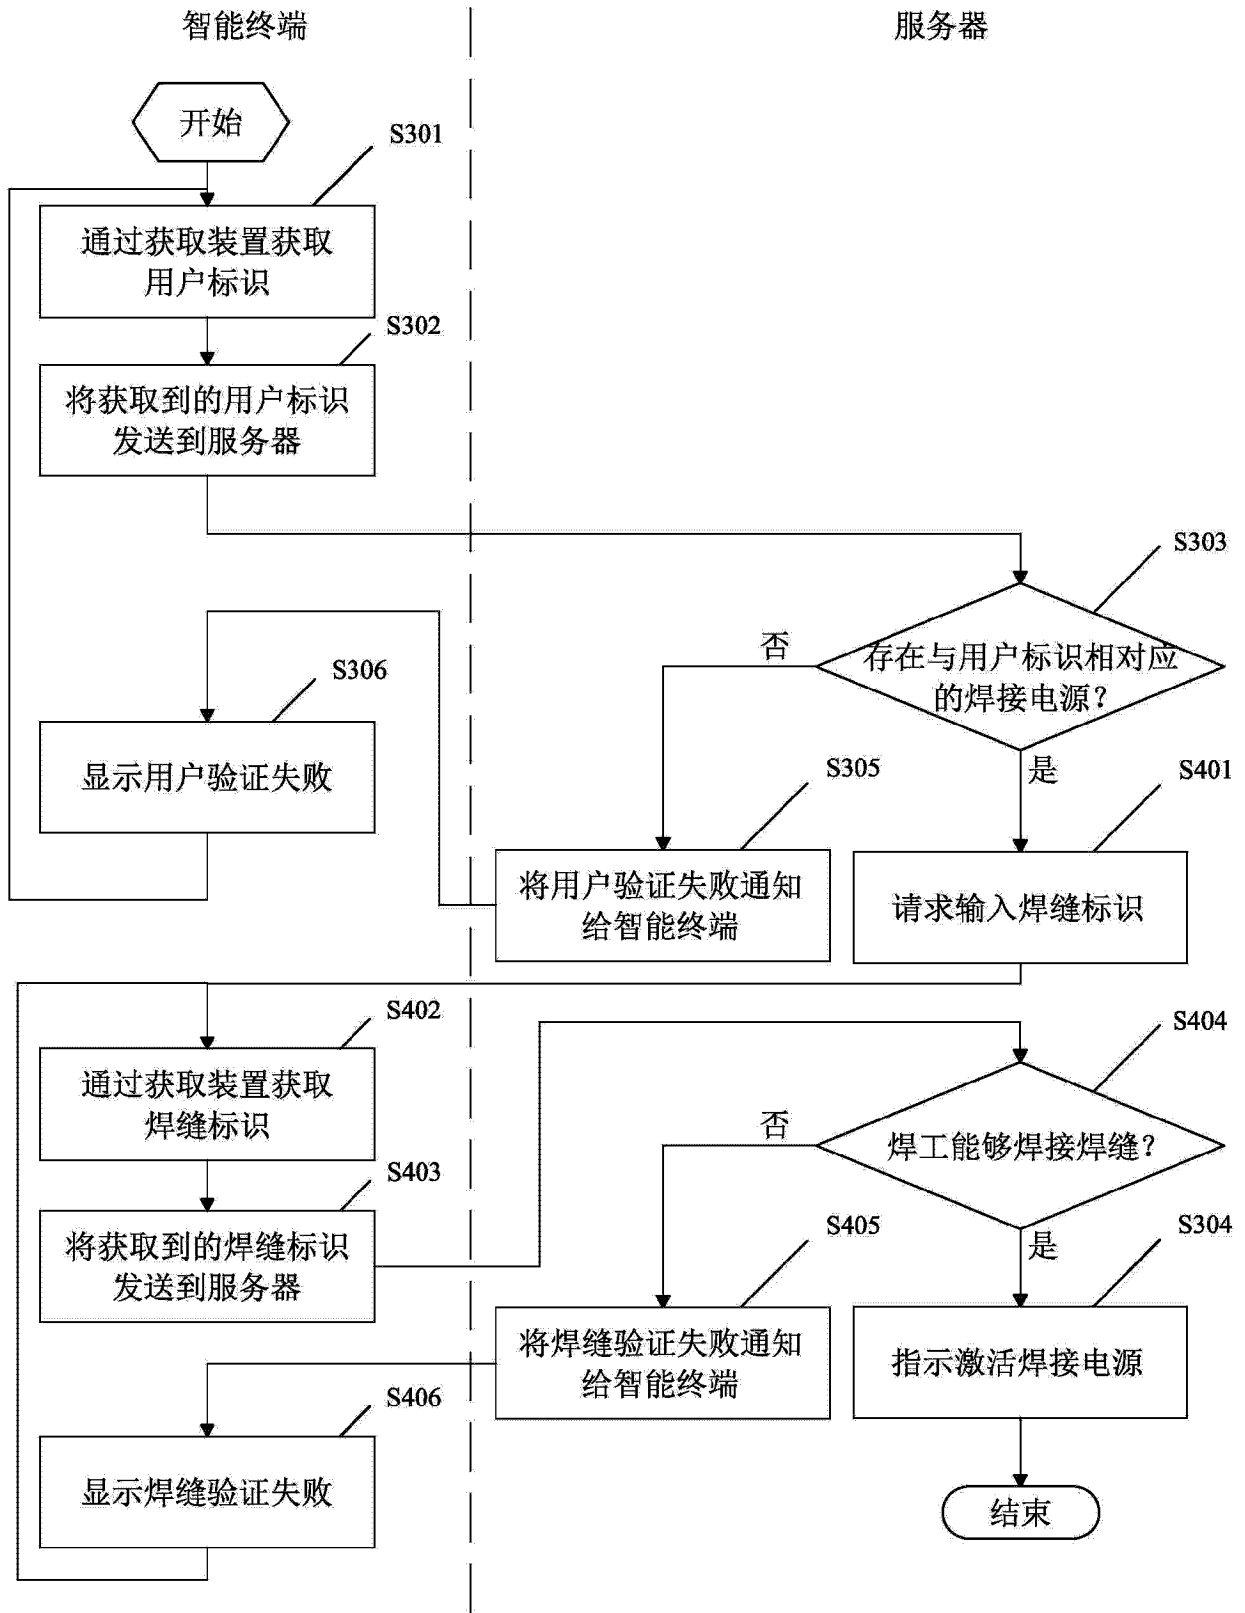 智能终端
服务器
开始
S301
通过获取装置获取
用户标识
S302
将获取到的用户标识
发送到服务器
S303
存在与用户标识相对应
的焊接电源？
否
是
S306
显示用户验证失败
S305
将用户验证失败通知
给智能终端
S401
请求输入焊缝标识
S402
通过获取装置获取
焊缝标识
S403
将获取到的焊缝标识
发送到服务器
S404
焊工能够焊接焊缝？
否
是
S405
将焊缝验证失败通知
给智能终端
S304
指示激活焊接电源
S406
显示焊缝验证失败
结束